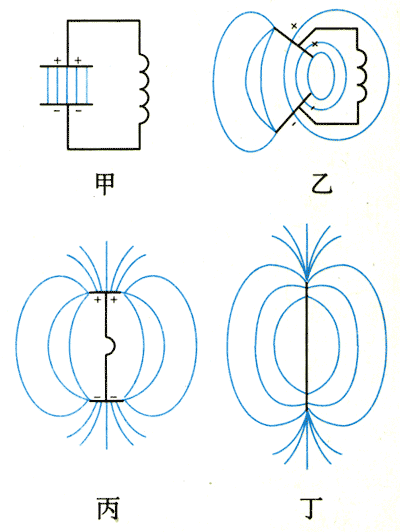 + +
- -
甲
+
+
-
-
乙
+ +
- -
丙
丁